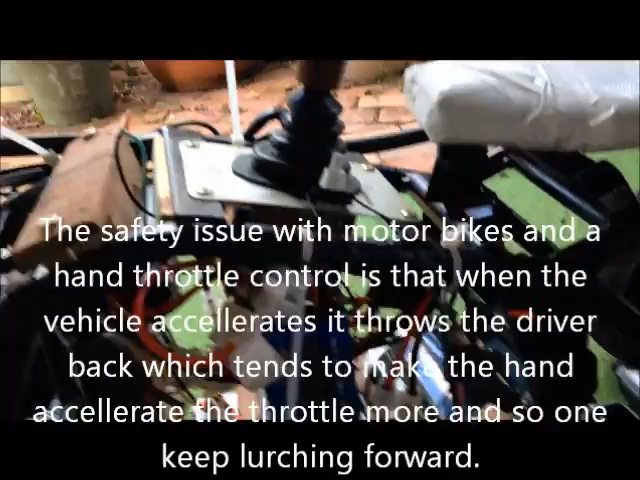 The safety issue with motor bikes and a
hand throttle control is that when the
vehicle accellerates it throws the driver
back which tends to make the hand
accellerate the throttle more and so one
keep lurching forward.